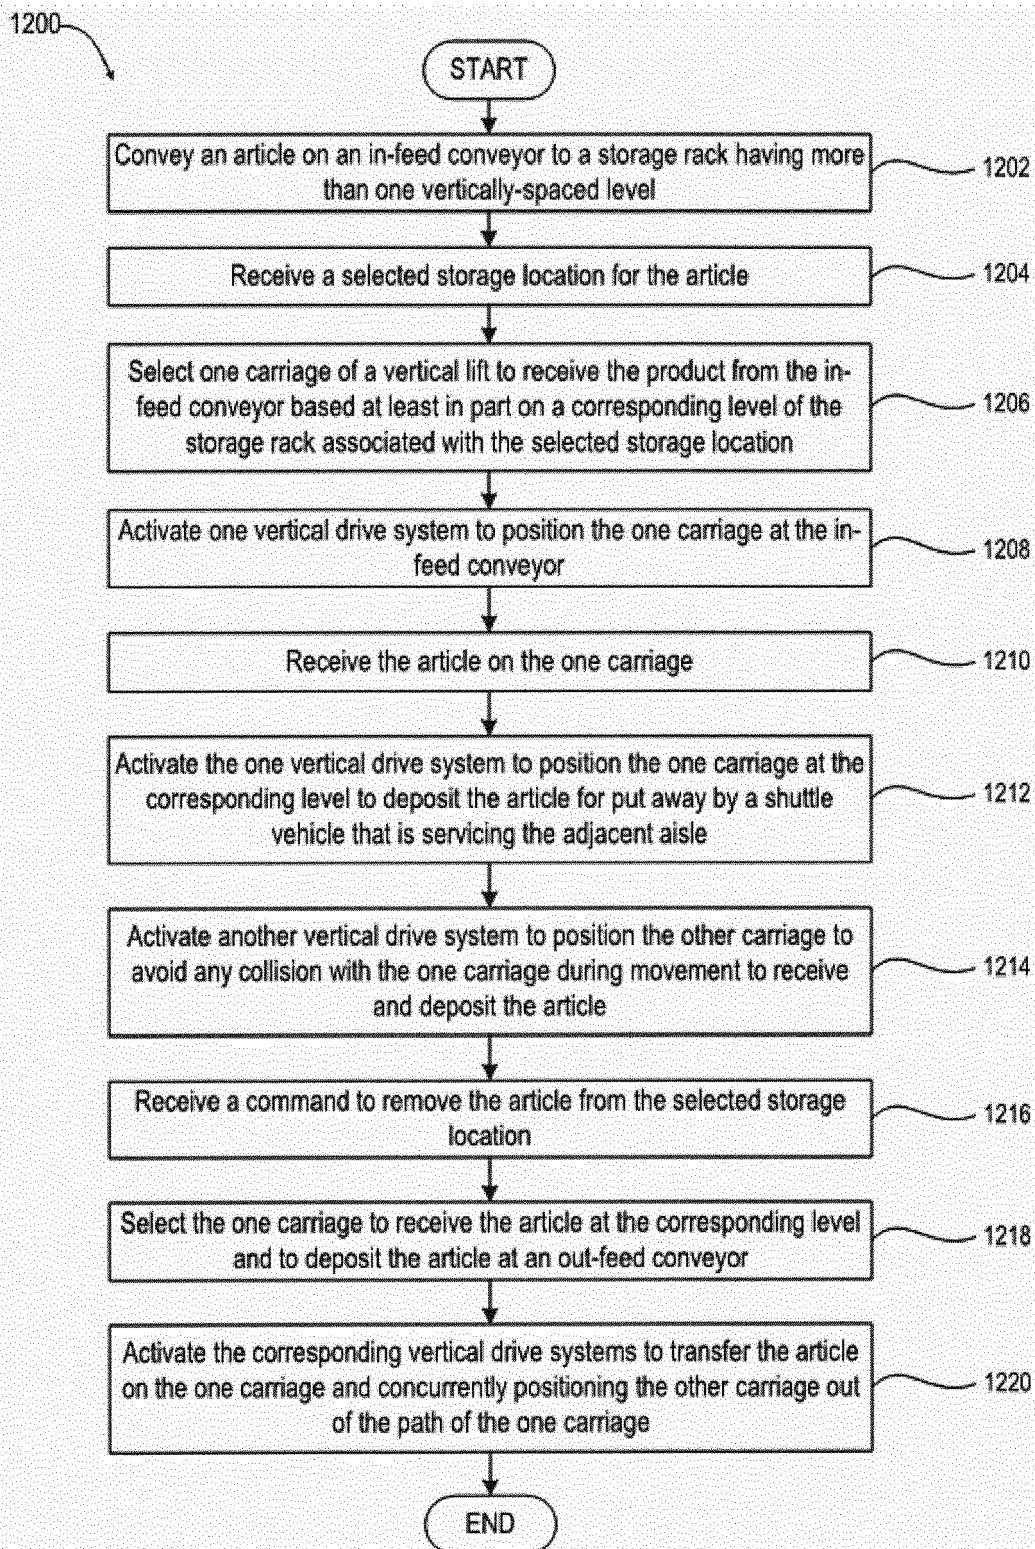 1200
START
Convey an article on an in-feed conveyor to a storage rack having more
than one vertically-spaced level
1202
Receive a selected storage location for the article
1204
Select one carriage of a vertical lift to receive the product from the in-
feed conveyor based at least in part on a corresponding level of the
storage rack associated with the selected storage location
1206
Activate one vertical drive system to position the one carriage at the in-
feed conveyor
1208
Receive the article on the one carriage
1210
Activate the one vertical drive system to position the one carriage at the
corresponding level to deposit the article for put away by a shuttle
vehicle that is servicing the adjacent aisle
1212
Activate another vertical drive system to position the other carriage to
avoid any collision with the one carriage during movement to receive
and deposit the article
1214
Receive a command to remove the article from the selected storage
location
1216
Select the one carriage to receive the article at the corresponding level
and to deposit the article at an out-feed conveyor
1218
Activate the corresponding vertical drive systems to transfer the article
on the one carriage and concurrently positioning the other carriage out
of the path of the one carriage
1220
END